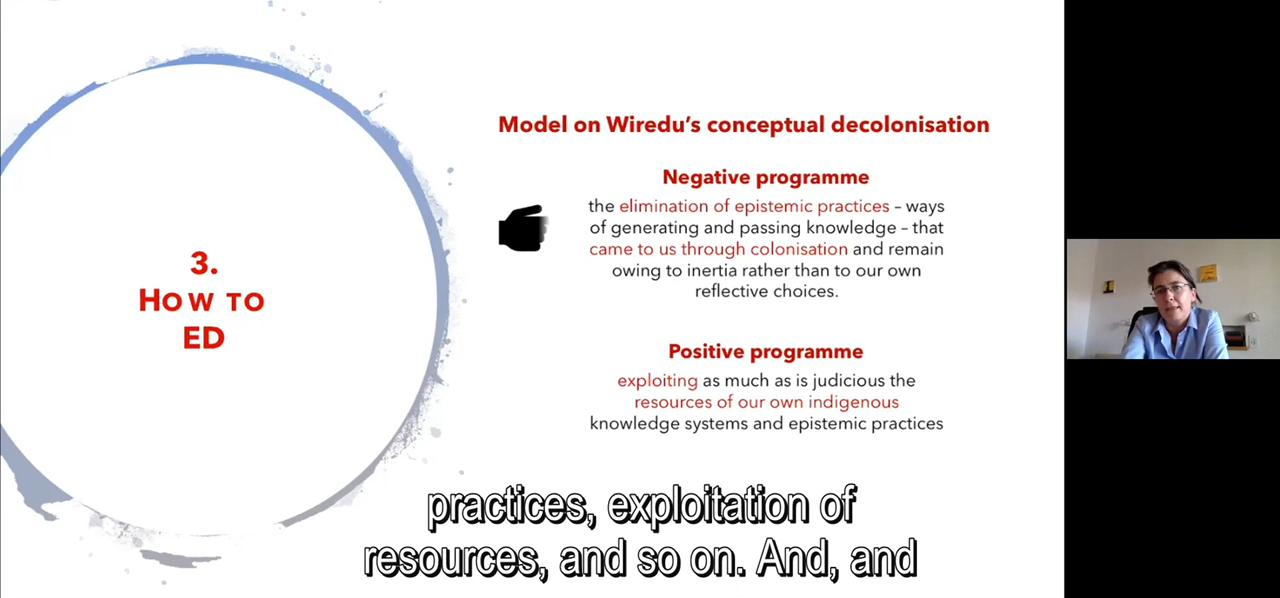 3.
HOW TO
ED
Model on Wiredu's conceptual decolonisation
Negative programme
the elimination of epistemic practices – ways
of generating and passing knowledge – that
came to us through colonisation and remain
owing to inertia rather than to our own
reflective choices.
Positive programme
exploiting as much as is judicious the
resources of our own indigenous
knowledge systems and epistemic practices
practices, exploitation of
resources, and so on. And, and